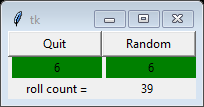 tk
Quit Random
6 6
roll count = 39